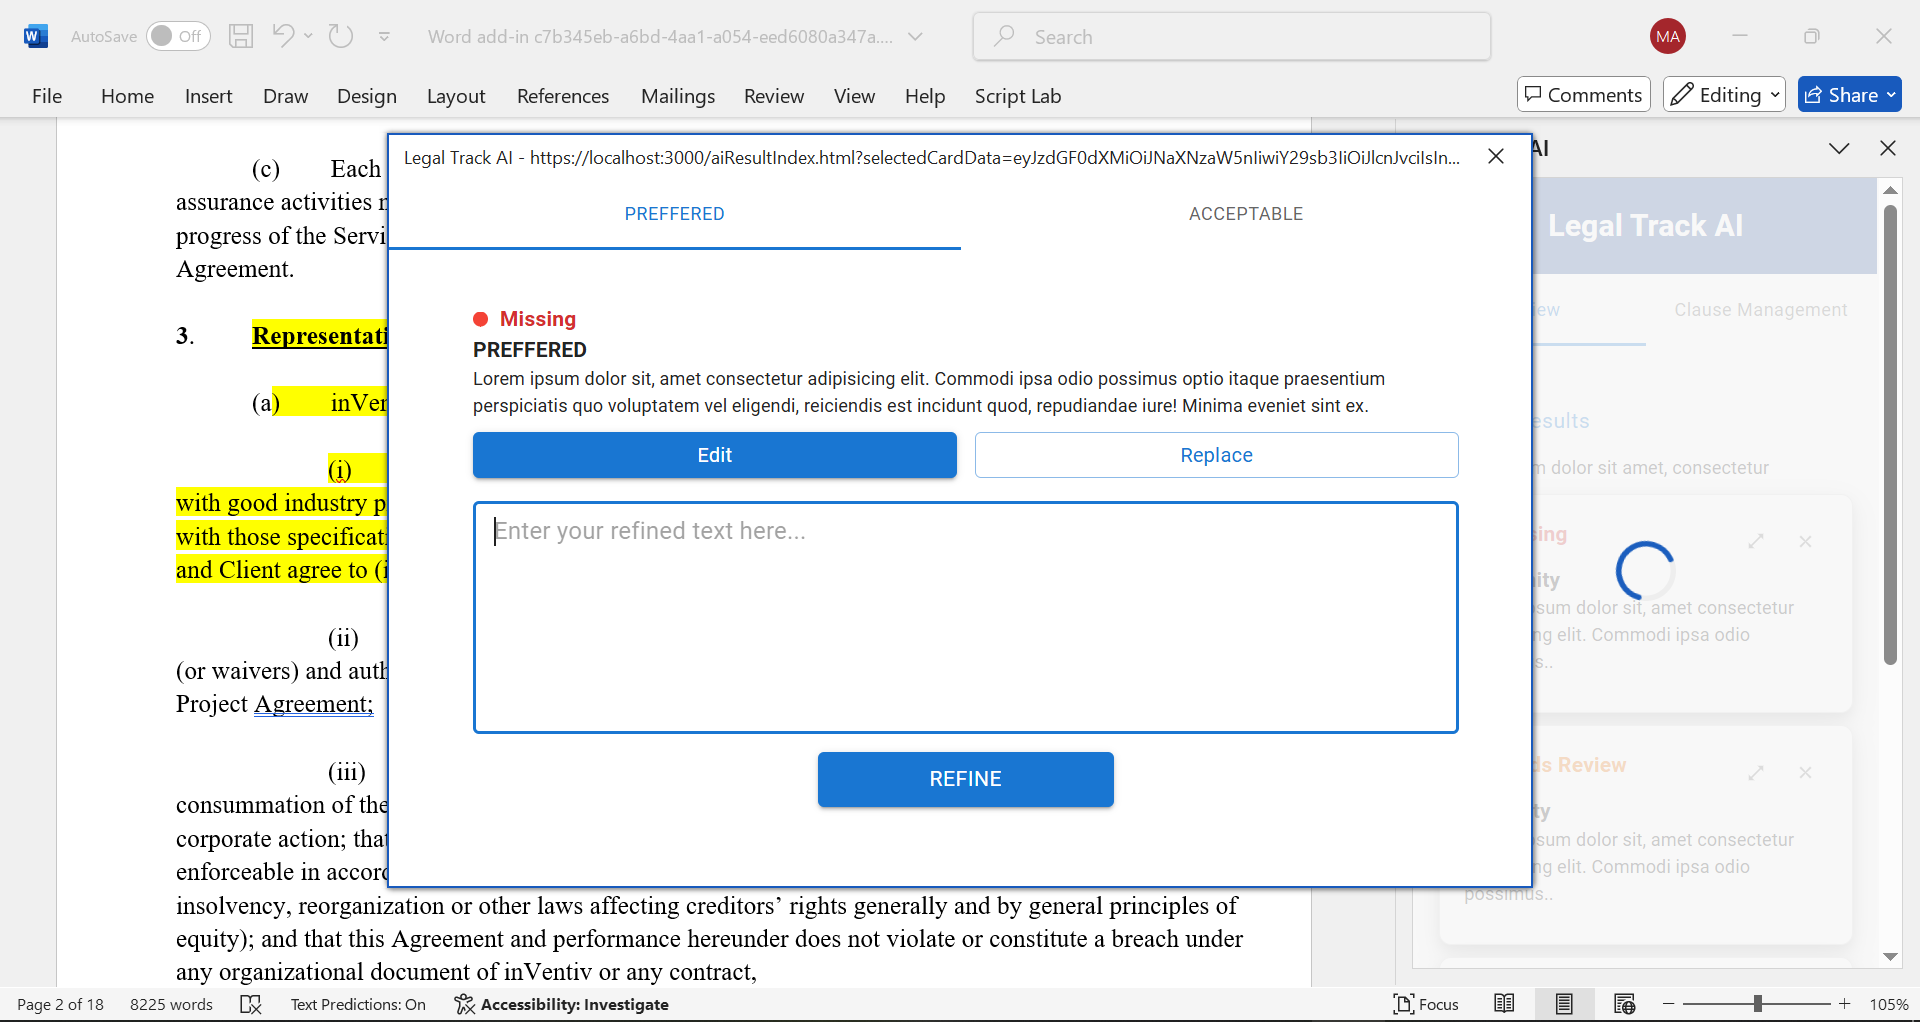 AutoSave Off Word add-in c7b345eb-a6bd-4aa1-a054-eed6080a347a.... Search MA
File Home Insert Draw Design Layout References Mailings Review View Help Script Lab Comments Editing Share
(c) Each
assurance activities
progress of the Servi
Agreement.
3. Representati
(a) inVer
(i)
with good industry p
with those specificati
and Client agree to (i
(ii)
(or waivers) and auth
Project Agreement;
(iii)
consummation of the
corporate action; that
enforceable in accord
insolvency, reorganization or other laws affecting creditors’ rights generally and by general principles of
equity); and that this Agreement and performance hereunder does not violate or constitute a breach under
any organizational document of inVentiv or any contract,
Legal Track AI - https://localhost:3000/aiResultIndex.html?selectedCardData=eyJzdGF0dXMiOiJNaXNzaW5nIiwiY29sb3IiOiJlcnJvciIsIn...
PREFFERED ACCEPTABLE
Missing
PREFFERED
Lorem ipsum dolor sit, amet consectetur adipisicing elit. Commodi ipsa odio possimus optio itaque praesentium
perspiciatis quo voluptatem vel eligendi, reiciendis est incidunt quod, repudiandae iure! Minima eveniet sint ex.
Edit Replace
Enter your refined text here...
REFINE
AI
Legal Track AI
ew Clause Management
esults
m dolor sit amet, consectetur
sing
ity
sum dolor sit, amet consectetur
ng elit. Commodi ipsa odio
s..
ds Review
ty
sum dolor sit, amet consectetur
ng elit. Commodi ipsa odio
possimus..
Page 2 of 18 8225 words Text Predictions: On Accessibility: Investigate Focus 105%